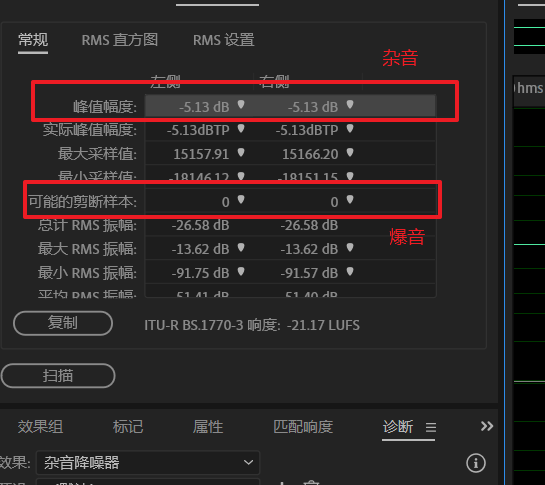 常规 RMS 直方图 RMS 设置
杂音
左侧 右侧
峰值幅度: -5.13 dB -5.13 dB
实际峰值幅度: -5.13dBTP -5.13dBTP
最大采样值: 15157.91 15166.20
最小采样值: -18146.12 -18151.15
可能的剪断样本: 0 0
总计 RMS 振幅: -26.58 dB -26.58 dB
爆音
最大 RMS 振幅: -13.62 dB -13.62 dB
最小 RMS 振幅: -91.75 dB -91.57 dB
平均 RMS 振幅: -51.41 dB -51.40 dB
复制 ITU-R BS.1770-3 响度: -21.17 LUFS
扫描
效果组 标记 属性 匹配响度 诊断
效果: 杂音降噪器
hms